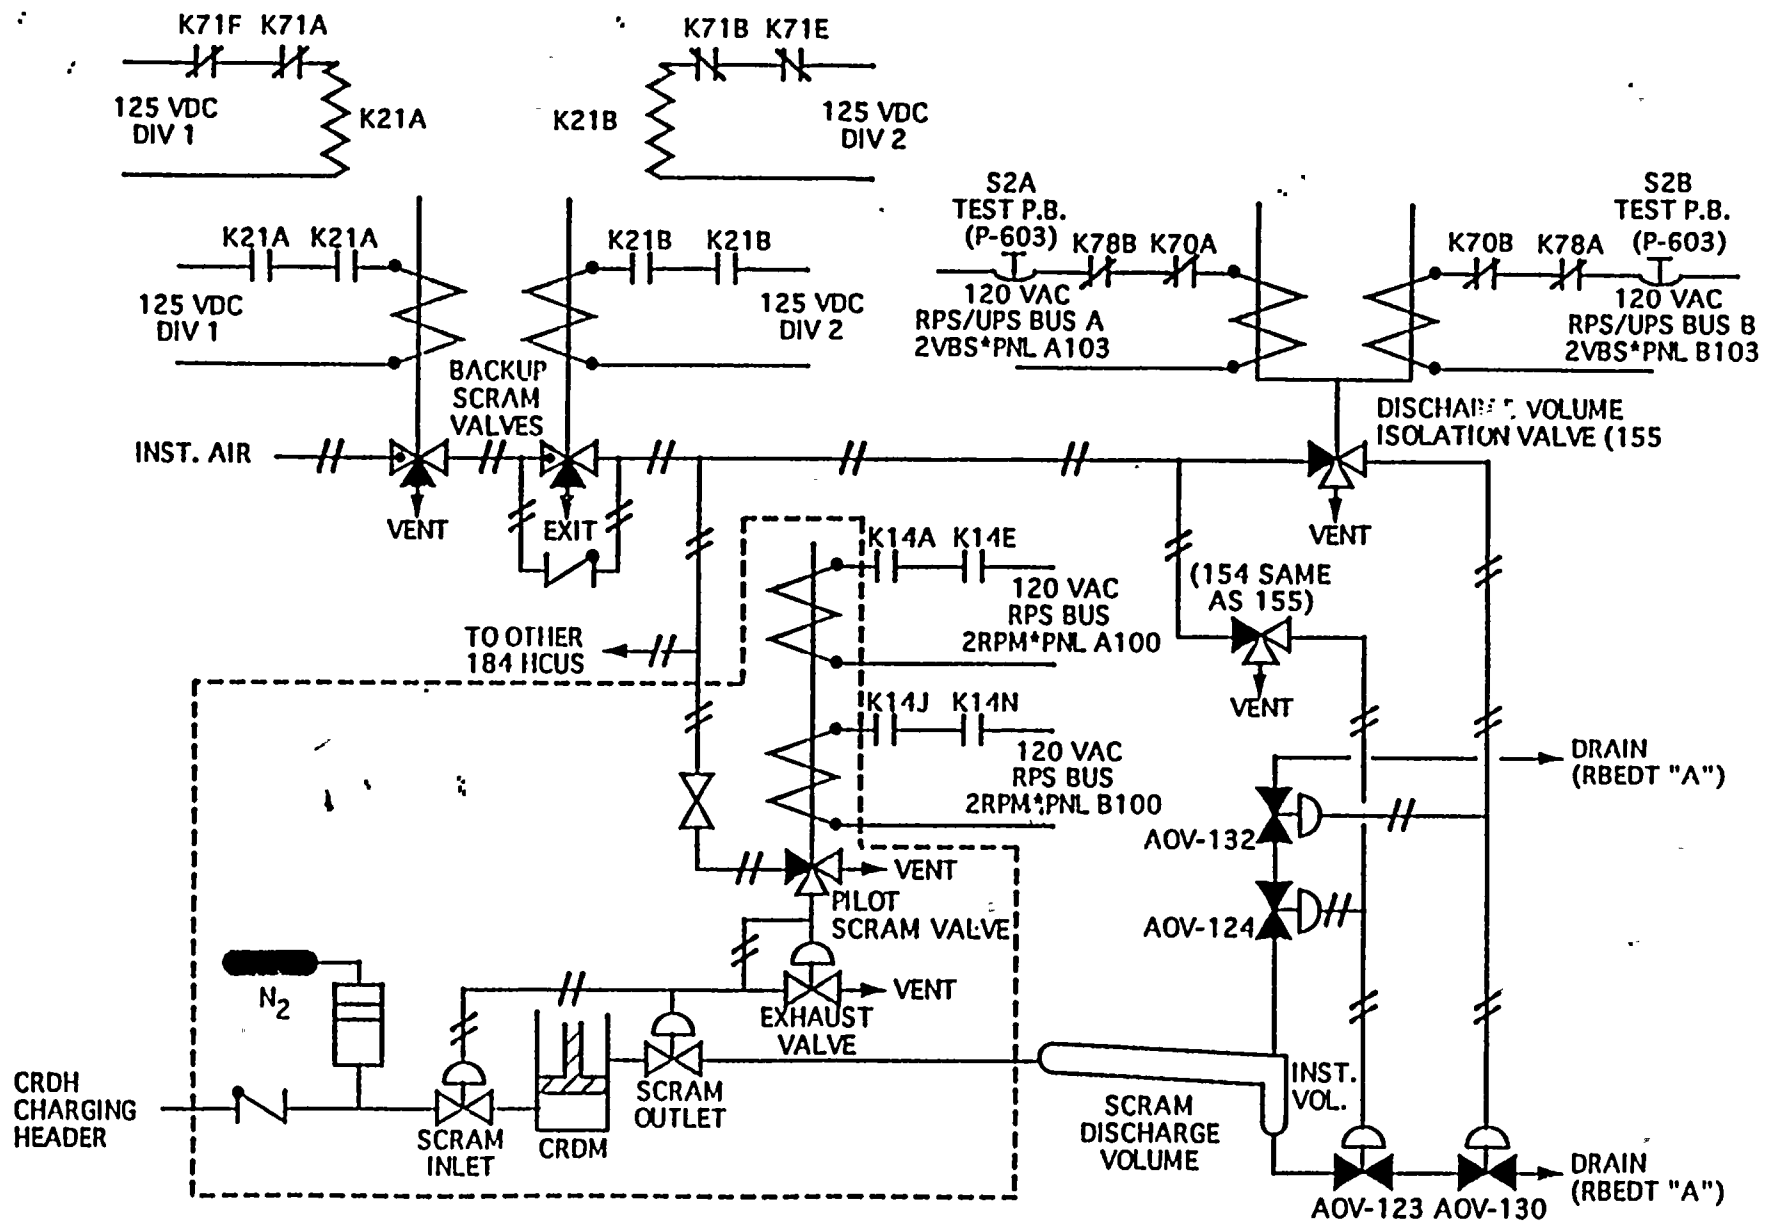 K71F K71A
K71B K71E
125 VDC
DIV 1
K21A
K21B
125 VDC
DIV 2
S2A
TEST P.B.
(P-603)
S2B
TEST P.B.
(P-603)
K21A K21A
K21B K21B
K78B K70A
K70B K78A
125 VDC
DIV 1
125 VDC
DIV 2
120 VAC
RPS/UPS BUS A
2VBS*PNL A103
120 VAC
RPS/UPS BUS B
2VBS*PNL B103
BACKUP
SCRAM
VALVES
VOLUME
ISOLATION VALVE (155
INST. AIR
VENT
EXIT
VENT
K14A K14E
120 VAC
RPS BUS
2RPM*PNL A100
(154 SAME
AS 155)
TO OTHER
184 HCUS
VENT
K14J K14N
120 VAC
RPS BUS
2RPM*PNL B100
DRAIN
(RBEDT "A")
AOV-132
VENT
PILOT
SCRAM VALVE
AOV-124
N2
VENT
EXHAUST
VALVE
CRDH
CHARGING
HEADER
SCRAM
INLET
CRDM
SCRAM
OUTLET
INST.
VOL.
SCRAM
DISCHARGE
VOLUME
DRAIN
(RBEDT "A")
AOV-123 AOV-130